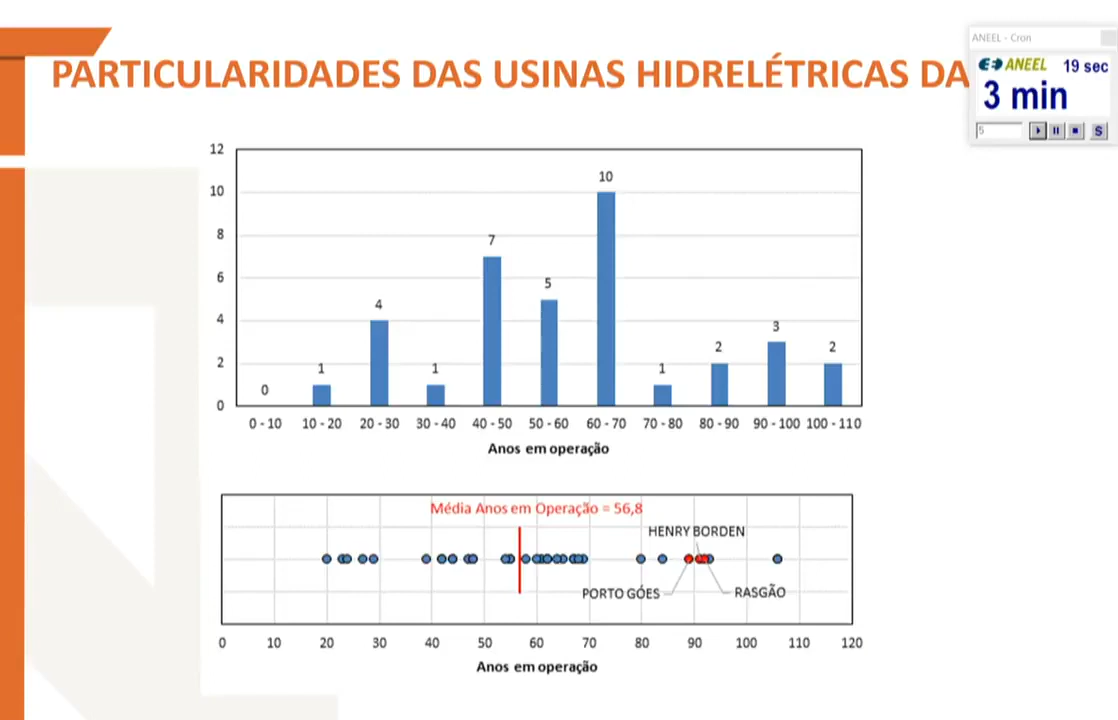 PARTICULARIDADES DAS USINAS HIDRELÉTRICAS DA
ANEEL - Cron
ANEEL 19 sec
3 min
5
S
12
10
8
6
4
2
0
0
1
4
1
7
5
10
1
2
3
2
0 - 10 10 - 20 20 - 30 30 - 40 40 - 50 50 - 60 60 - 70 70 - 80 80 - 90 90 - 100 100 - 110
Anos em operação
Média Anos em Operação = 56,8
HENRY BORDEN
PORTO GÓES
RASGÃO
0 10 20 30 40 50 60 70 80 90 100 110 120
Anos em operação